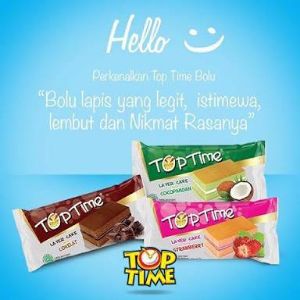 Hello
Perkenalkan Top Time Bolu
"Bolu lapis yang legit, istimewa,
lembut dan Nikmat Rasanya"
TOP TIME
LAYER CAKE
COCOPANDAN
TOP TIME
LAYER CAKE
COKELAT
TOP TIME
LAYER CAKE
STRAWBERRY
TOP
TIME